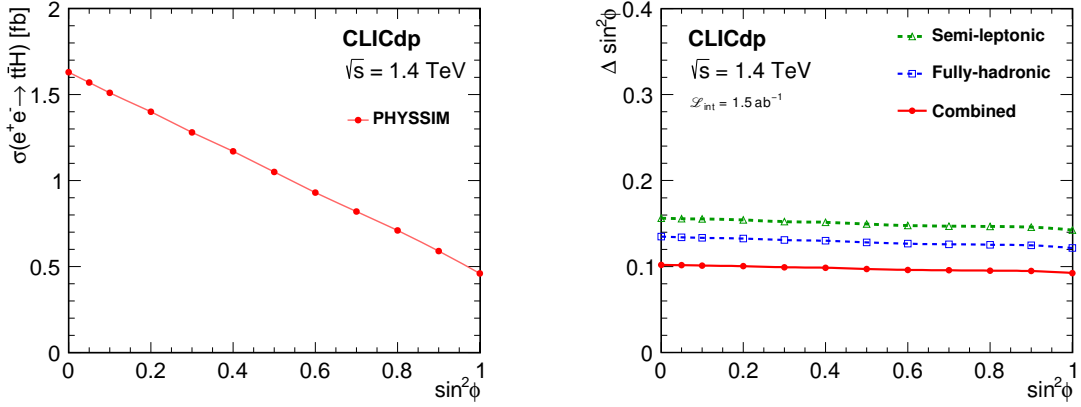 σ(e⁺e⁻→ tt̄H) [fb]
CLICdp
√s = 1.4 TeV
PHYSSIM
2
1.5
1
0.5
0
0 0.2 0.4 0.6 0.8 1
sin²ϕ
Δ sin²ϕ
CLICdp
√s = 1.4 TeV
ℒint = 1.5 ab⁻¹
Semi-leptonic
Fully-hadronic
Combined
0.4
0.3
0.2
0.1
0
0 0.2 0.4 0.6 0.8 1
sin²ϕ